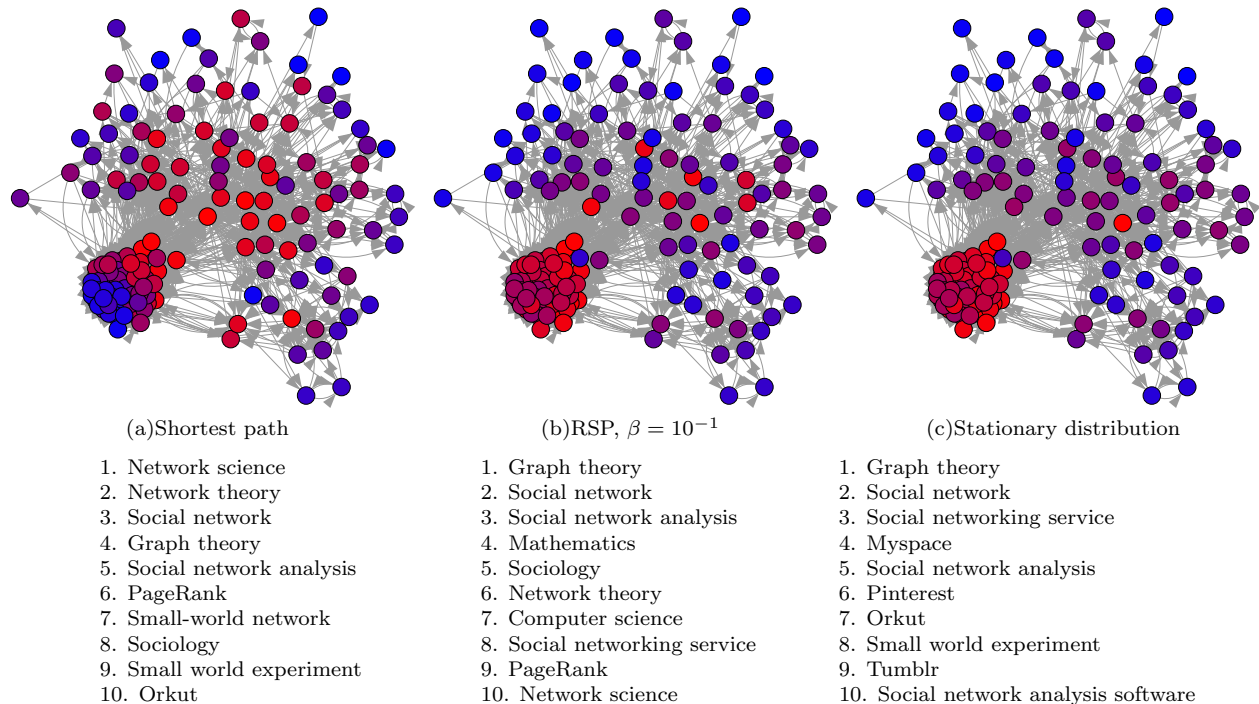 (a)Shortest path
1. Network science
2. Network theory
3. Social network
4. Graph theory
5. Social network analysis
6. PageRank
7. Small-world network
8. Sociology
9. Small world experiment
10. Orkut
(b)RSP, β = 10⁻¹
1. Graph theory
2. Social network
3. Social network analysis
4. Mathematics
5. Sociology
6. Network theory
7. Computer science
8. Social networking service
9. PageRank
10. Network science
(c)Stationary distribution
1. Graph theory
2. Social network
3. Social networking service
4. Myspace
5. Social network analysis
6. Pinterest
7. Orkut
8. Small world experiment
9. Tumblr
10. Social network analysis software